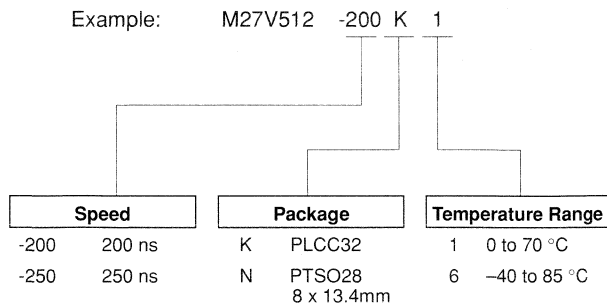 Example: M27V512 -200 K 1
Speed Package Temperature Range
-200 200 ns K PLCC32 1 0 to 70 °C
-250 250 ns N PTSO28 6 –40 to 85 °C
8 x 13.4mm